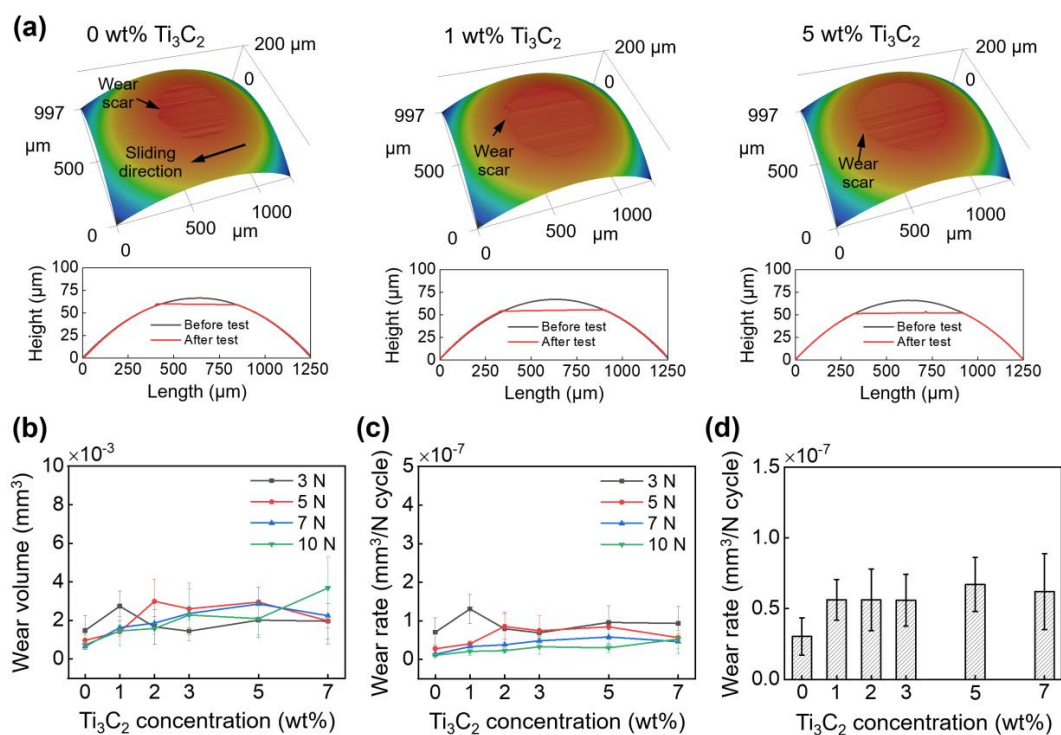 (a)
0 wt% Ti₃C₂
200 μm
0
Wear scar
997
μm
500
Sliding direction
0
0
500
μm
1000
1 wt% Ti₃C₂
200 μm
0
997
μm
500
Wear scar
0
0
500
μm
1000
5 wt% Ti₃C₂
200 μm
0
997
μm
500
Wear scar
0
0
500
μm
1000
Height (μm)
100
75
50
25
0
Before test
After test
0 250 500 750 1000 1250
Length (μm)
Height (μm)
100
75
50
25
0
Before test
After test
0 250 500 750 1000 1250
Length (μm)
Height (μm)
100
75
50
25
0
Before test
After test
0 250 500 750 1000 1250
Length (μm)
(b)
×10⁻³
Wear volume (mm³)
10
8
6
4
2
0
3 N
5 N
7 N
10 N
0 1 2 3 5 7
Ti₃C₂ concentration (wt%)
(c)
×10⁻⁷
Wear rate (mm³/N cycle)
5
4
3
2
1
0
3 N
5 N
7 N
10 N
0 1 2 3 5 7
Ti₃C₂ concentration (wt%)
(d)
×10⁻⁷
Wear rate (mm³/N cycle)
1.5
1.0
0.5
0.0
0 1 2 3 5 7
Ti₃C₂ concentration (wt%)